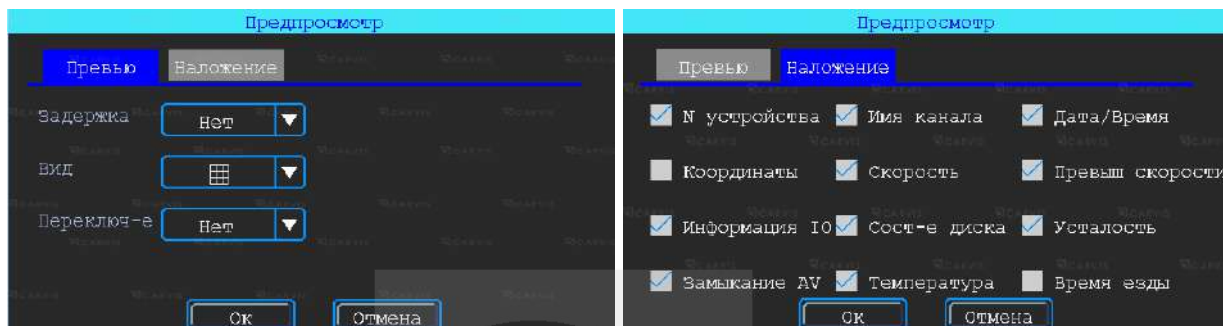 Предпросмотр
Превью Наложение
Задержка Нет
Вид
Переключ-е Нет
Ок Отмена
Предпросмотр
Превью Наложение
N устройства Имя канала Дата/Время
Координаты Скорость Превыш скорости
Информация IO Сост-е диска Усталость
Замыкание AV Температура Время езды
Ок Отмена